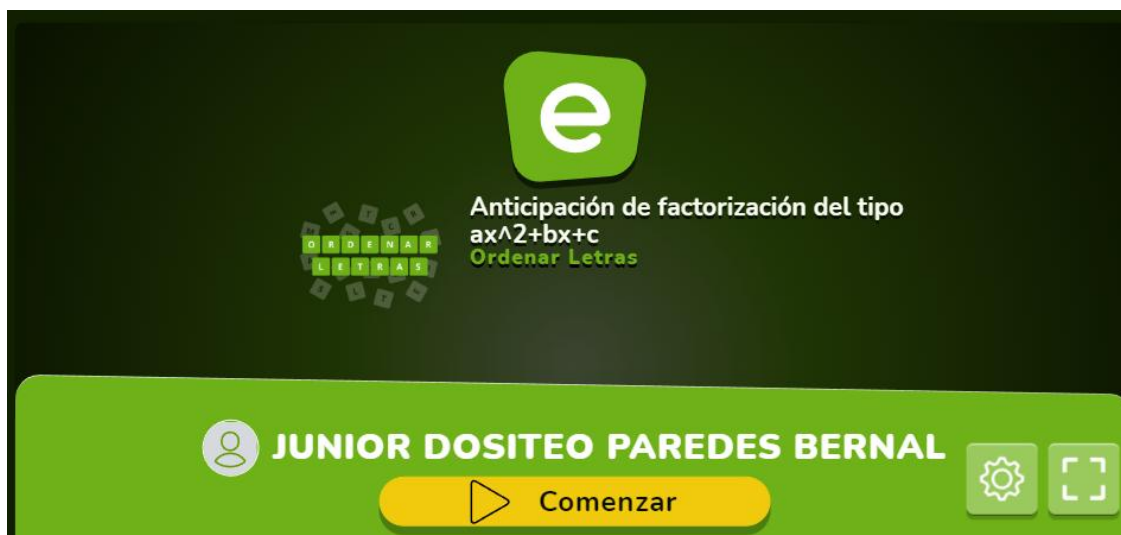 e
Anticipación de factorización del tipo
ax^2+bx+c
ORDENAR
LETRAS
Ordenar Letras
JUNIOR DOSITEO PAREDES BERNAL
Comenzar